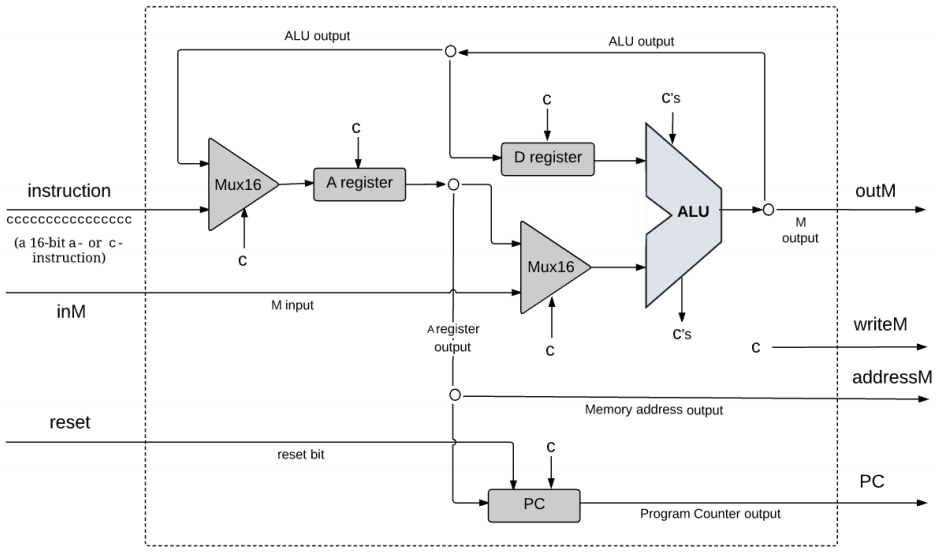 ALU output
ALU output
c
c's
c
D register
Mux16
A register
instruction
cccccccccccccccc
(a 16-bit a- or c-
instruction)
ALU
outM
M
output
c
Mux16
inM
M input
A register
output
c
c's
c
writeM
addressM
Memory address output
reset
reset bit
c
PC
PC
Program Counter output